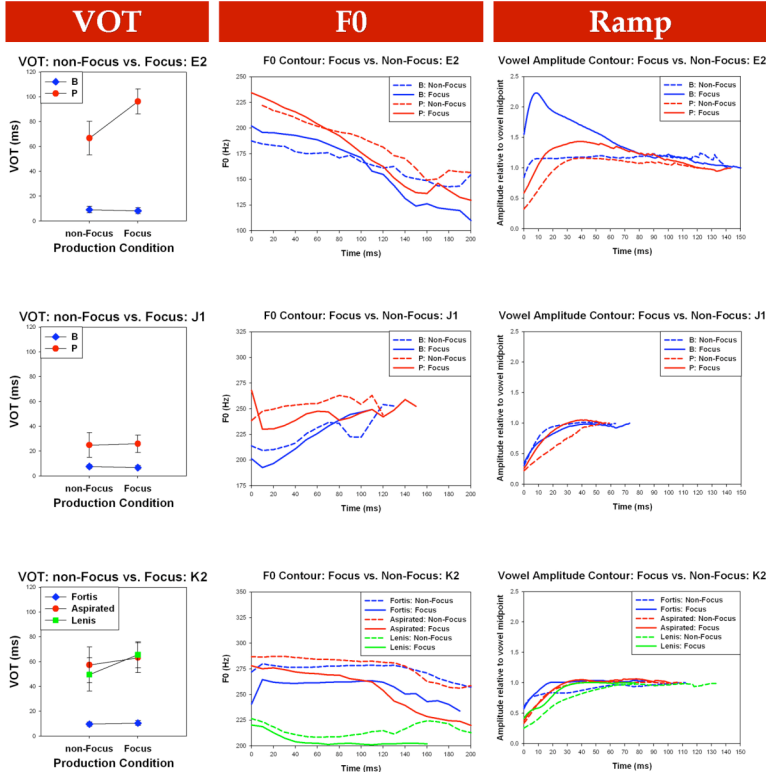 VOT
F0
Ramp
VOT: non-Focus vs. Focus: E2
B
P
120
100
80
60
40
20
0
VOT (ms)
non-Focus
Focus
Production Condition
F0 Contour: Focus vs. Non-Focus: E2
B: Non-Focus
B: Focus
P: Non-Focus
P: Focus
250
225
200
175
150
125
100
F0 (Hz)
0 20 40 60 80 100 120 140 160 180 200
Time (ms)
Vowel Amplitude Contour: Focus vs. Non-Focus: E2
B: Non-Focus
B: Focus
P: Non-Focus
P: Focus
2.5
2.0
1.5
1.0
0.5
0.0
Amplitude relative to vowel midpoint
0 10 20 30 40 50 60 70 80 90 100 110 120 130 140 150
Time (ms)
VOT: non-Focus vs. Focus: J1
B
P
120
100
80
60
40
20
0
VOT (ms)
non-Focus
Focus
Production Condition
F0 Contour: Focus vs. Non-Focus: J1
B: Non-Focus
B: Focus
P: Non-Focus
P: Focus
325
300
275
250
225
200
175
F0 (Hz)
0 20 40 60 80 100 120 140 160 180 200
Time (ms)
Vowel Amplitude Contour: Focus vs. Non-Focus: J1
B: Non-Focus
B: Focus
P: Non-Focus
P: Focus
2.5
2.0
1.5
1.0
0.5
0.0
Amplitude relative to vowel midpoint
0 10 20 30 40 50 60 70 80 90 100 110 120 130 140 150
Time (ms)
VOT: non-Focus vs. Focus: K2
Fortis
Aspirated
Lenis
120
100
80
60
40
20
0
VOT (ms)
non-Focus
Focus
Production Condition
F0 Contour: Focus vs. Non-Focus: K2
Fortis: Non-Focus
Fortis: Focus
Aspirated: Non-Focus
Aspirated: Focus
Lenis: Non-Focus
Lenis: Focus
350
325
300
275
250
225
200
F0 (Hz)
0 20 40 60 80 100 120 140 160 180 200
Time (ms)
Vowel Amplitude Contour: Focus vs. Non-Focus: K2
Fortis: Non-Focus
Fortis: Focus
Aspirated: Non-Focus
Aspirated: Focus
Lenis: Non-Focus
Lenis: Focus
2.5
2.0
1.5
1.0
0.5
0.0
Amplitude relative to vowel midpoint
0 10 20 30 40 50 60 70 80 90 100 110 120 130 140 150
Time (ms)